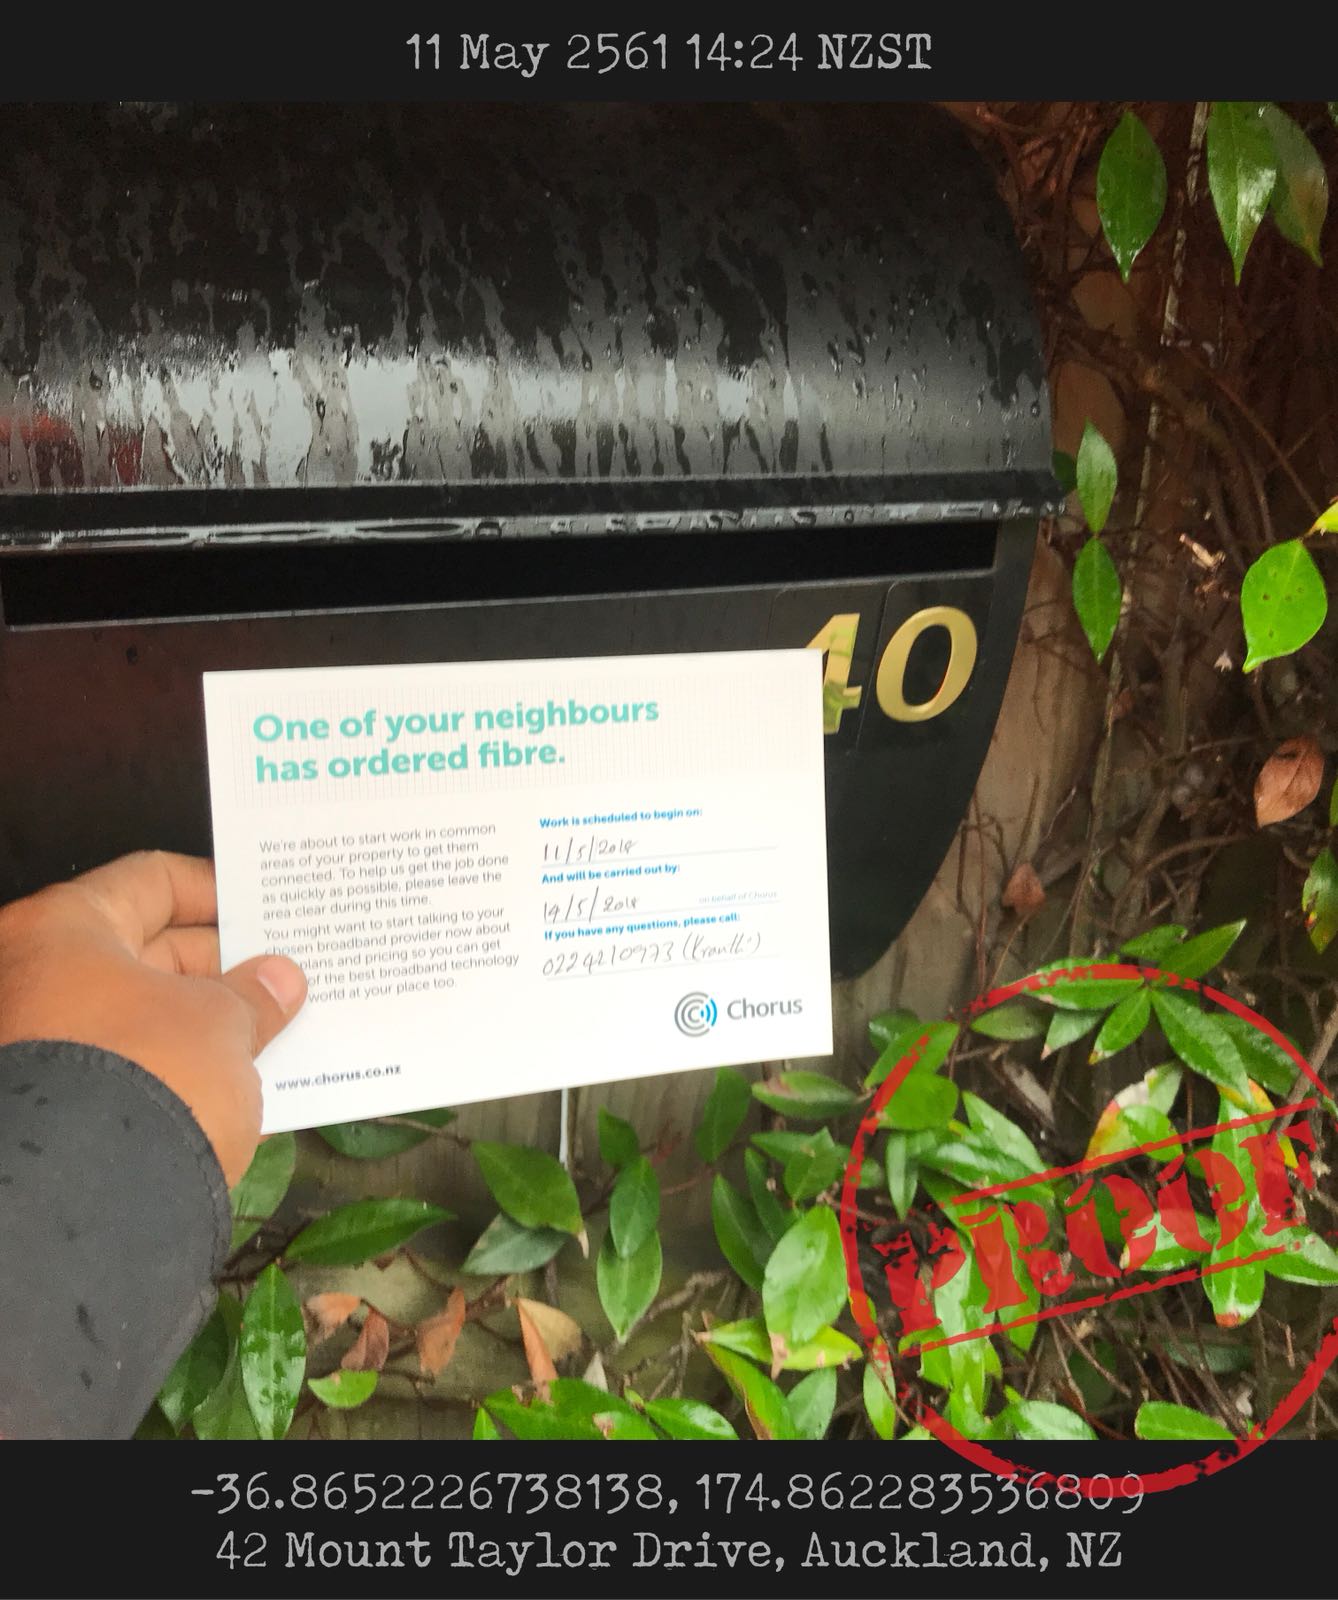 11 May 2561 14:24 NZST
40
One of your neighbours
has ordered fibre.
We're about to start work in common
areas of your property to get them
connected. To help us get the job done
as quickly as possible, please leave the
area clear during this time.
You might want to start talking to your
chosen broadband provider now about
plans and pricing so you can get
of the best broadband technology
world at your place too.
www.chorus.co.nz
Work is scheduled to begin on:
11/5/2018
And will be carried out by:
14/5/2018
on behalf of Chorus
If you have any questions, please call:
(Kranthi)
Chorus
PROOF
-36.8652226738138, 174.862283536809
42 Mount Taylor Drive, Auckland, NZ